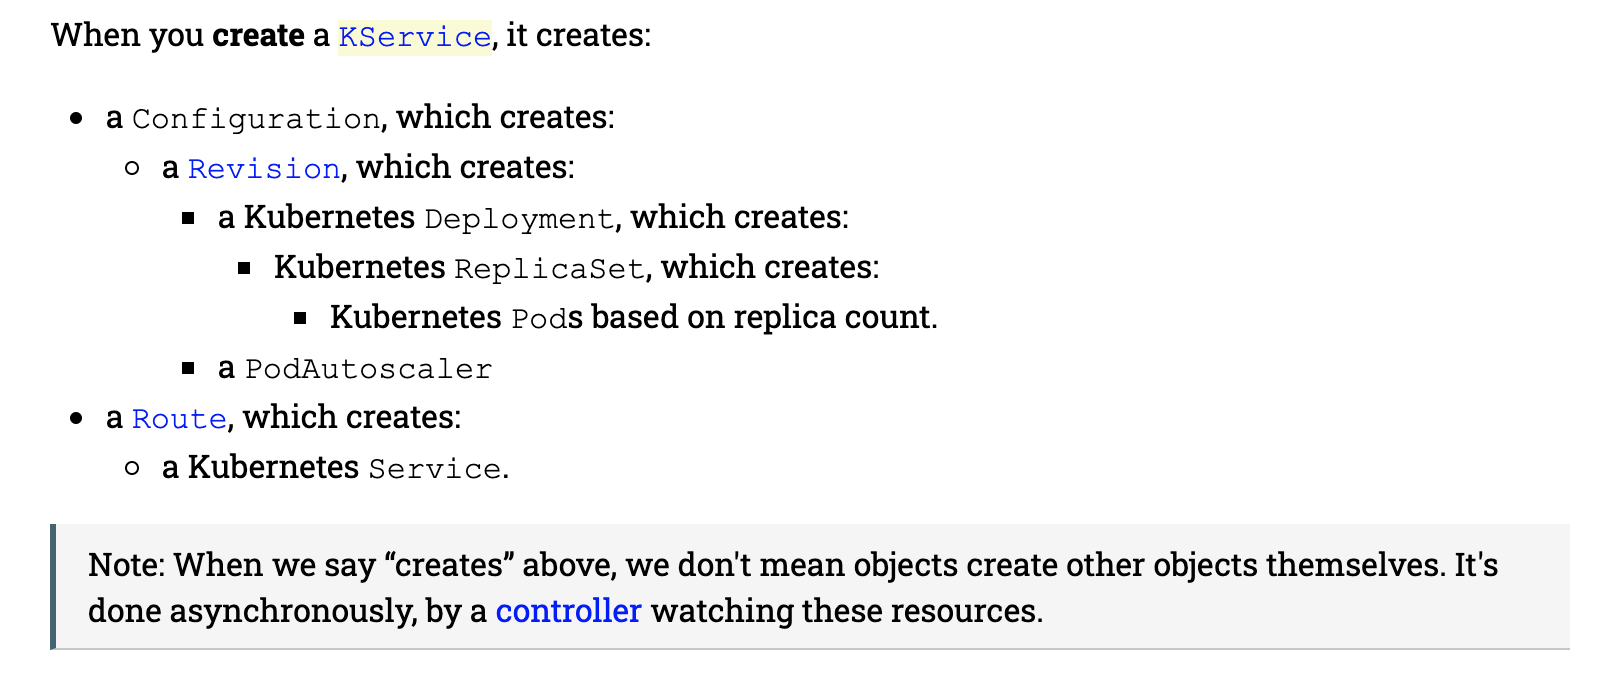 When you create a KService, it creates:
a Configuration, which creates:
a Revision, which creates:
a Kubernetes Deployment, which creates:
Kubernetes ReplicaSet, which creates:
Kubernetes Pods based on replica count.
a PodAutoscaler
a Route, which creates:
a Kubernetes Service.
Note: When we say “creates” above, we don't mean objects create other objects themselves. It's
done asynchronously, by a controller watching these resources.